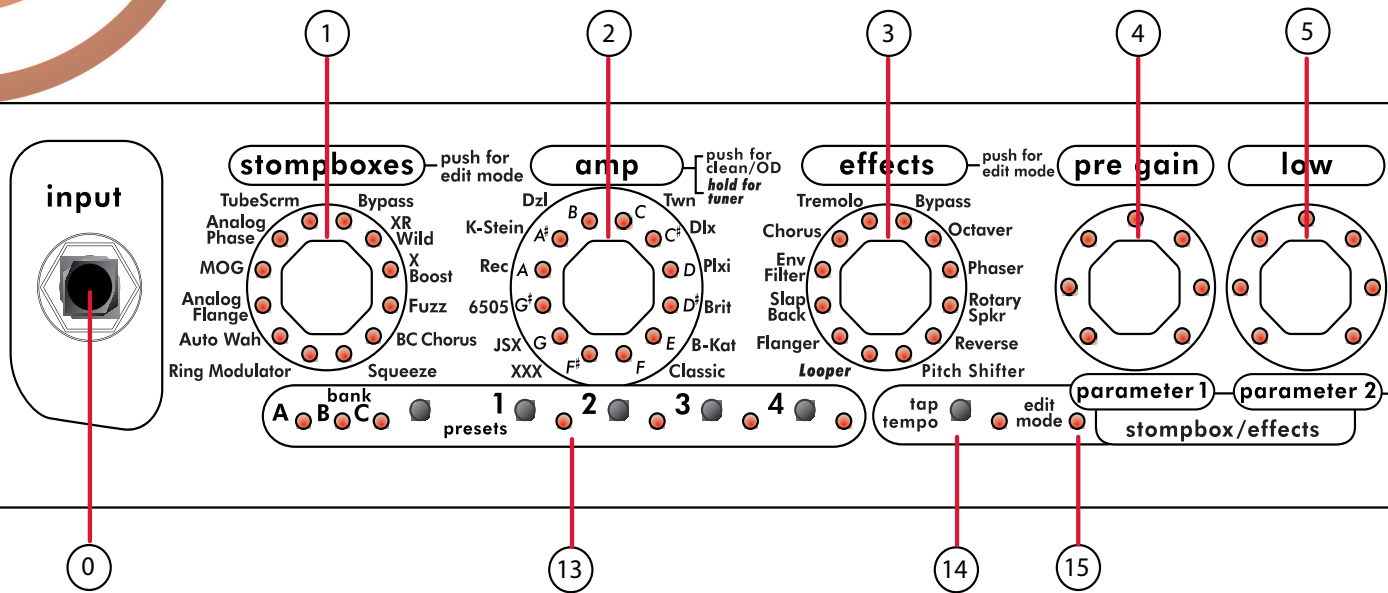 1
2
3
4
5
input
stompboxes
push for
edit mode
TubeScrm
Bypass
Analog
Phase
XR
Wild
MOG
X
Boost
Analog
Flange
Fuzz
Auto Wah
BC Chorus
Ring Modulator
Squeeze
amp
push for
clean/OD
hold for
tuner
Dzl
Twn
K-Stein
Dlx
Rec
Plxi
6505
Brit
JSX
B-Kat
XXX
Classic
B
C
A♯
C♯
A
D
G♯
D♯
G
E
F♯
F
effects
push for
edit mode
Tremolo
Bypass
Chorus
Octaver
Env
Filter
Phaser
Slap
Back
Rotary
Spkr
Flanger
Reverse
Looper
Pitch Shifter
pre gain
low
parameter 1
parameter 2
stompbox/effects
A
B
C
bank
presets
1
2
3
4
tap
tempo
edit
mode
0
13
14
15